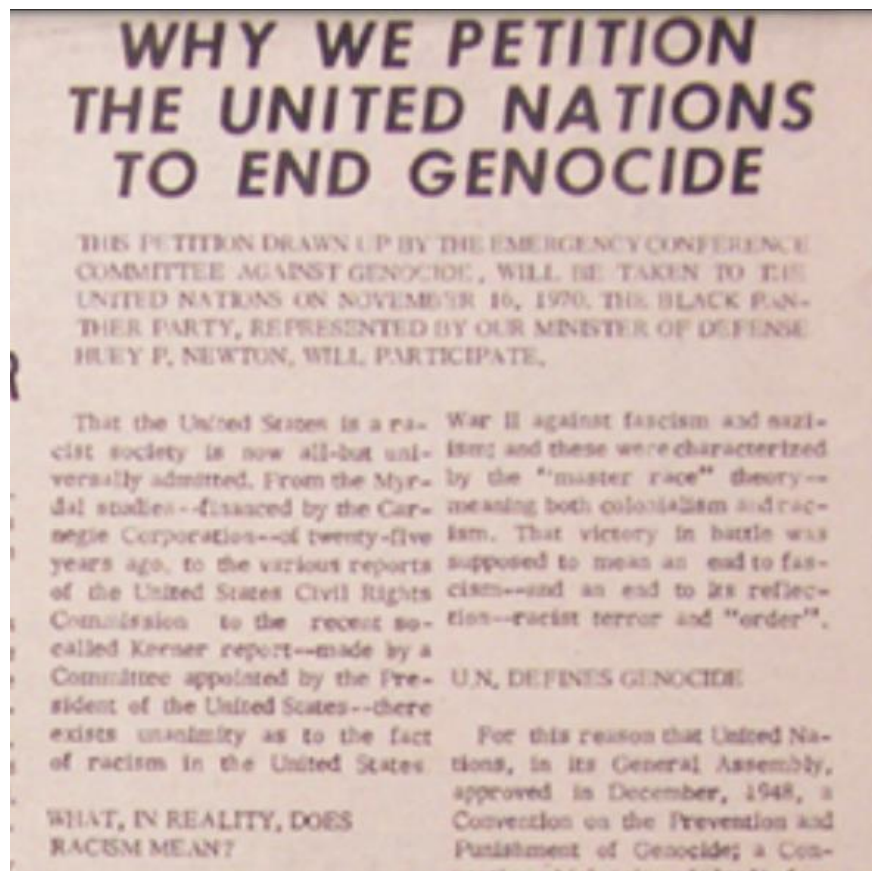 WHY WE PETITION
THE UNITED NATIONS
TO END GENOCIDE
THIS PETITION DRAWN UP BY THE EMERGENCY CONFERENCE
COMMITTEE AGAINST GENOCIDE, WILL BE TAKEN TO THE
UNITED NATIONS ON NOVEMBER 16, 1970. THE BLACK PAN-
THER PARTY, REPRESENTED BY OUR MINISTER OF DEFENSE
HUEY P. NEWTON, WILL PARTICIPATE.
R
That the United States is a ra-
cist society is now all-but uni-
versally admitted. From the Myr-
dal studies--financed by the Car-
negie Corporation--of twenty-five
years ago, to the various reports
of the United States Civil Rights
Commission to the recent so-
called Kerner report--made by a
Committee appointed by the Pre-
sident of the United States--there
exists unanimity as to the fact
of racism in the United States
WHAT, IN REALITY, DOES
RACISM MEAN?
War II against fascism and nazi-
ism; and these were characterized
by the "master race" theory--
meaning both colonialism and rac-
ism. That victory in battle was
supposed to mean an end to fas-
cism--and an end to its reflec-
tion--racist terror and "order".
U.N. DEFINES GENOCIDE
For this reason that United Na-
tions, in its General Assembly,
approved in December, 1948, a
Convention on the Prevention and
Punishment of Genocide; a Con-